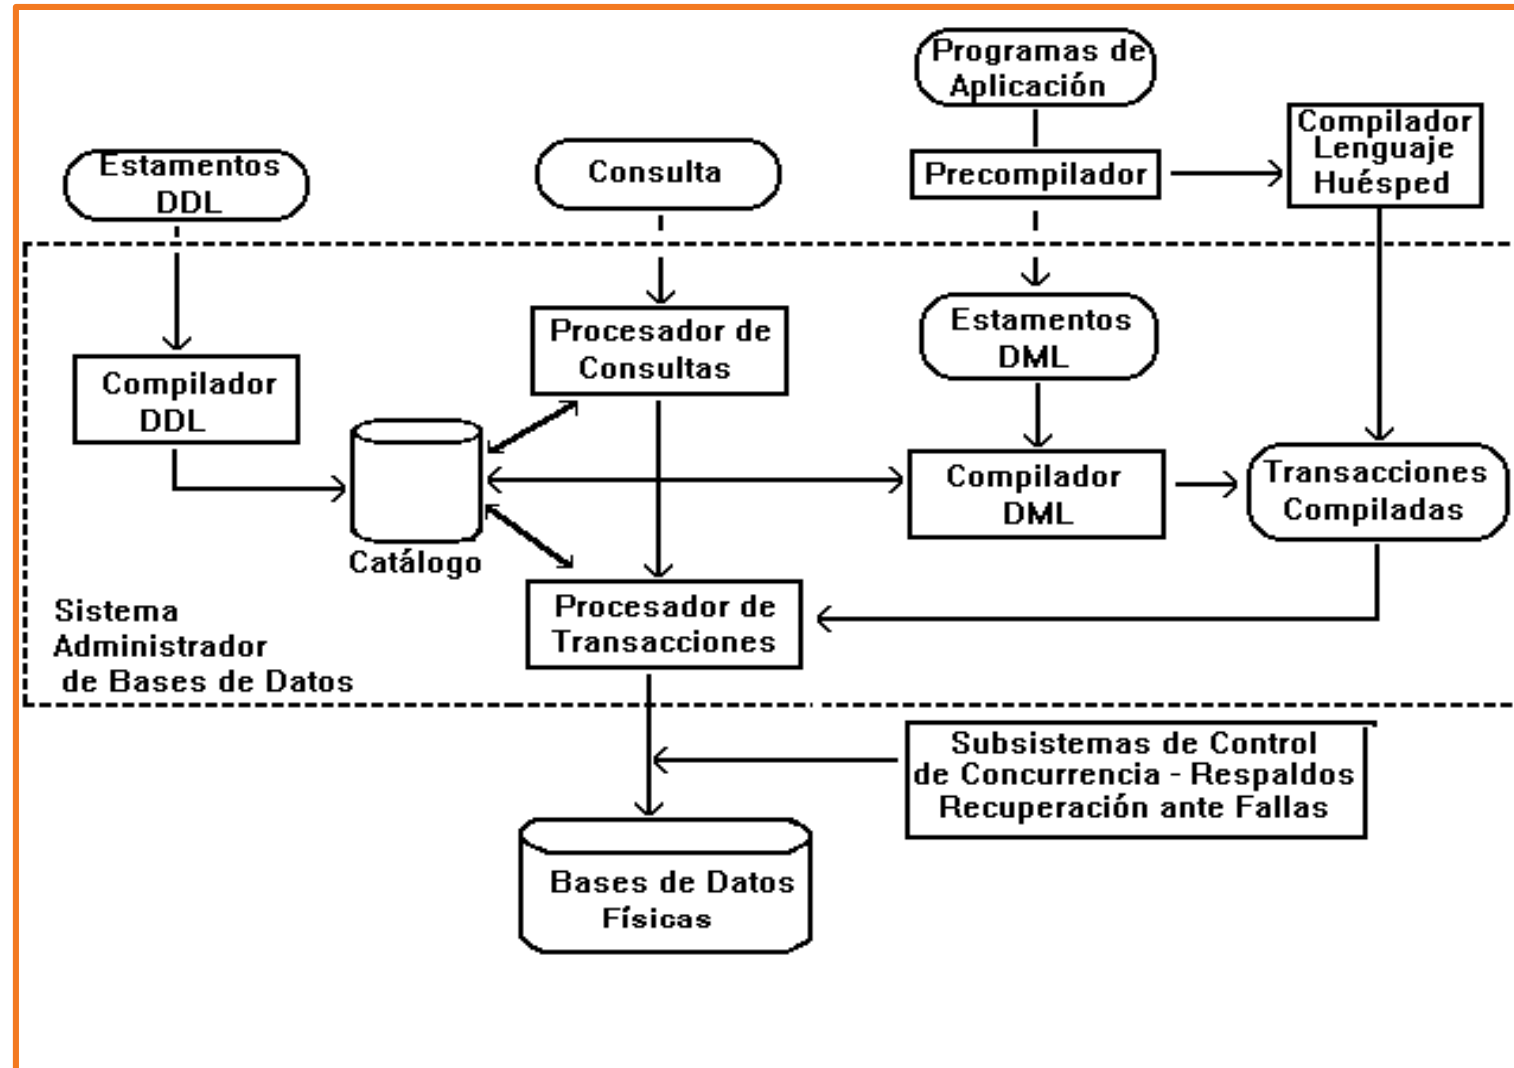 Programas de
Aplicación
Compilador
Lenguaje
Huésped
Estamentos
DDL
Consulta
Precompilador
Procesador de
Consultas
Estamentos
DML
Compilador
DDL
Compilador
DML
Transacciones
Compiladas
Catálogo
Procesador de
Transacciones
Sistema
Administrador
de Bases de Datos
Subsistemas de Control
de Concurrencia - Respaldos
Recuperación ante Fallas
Bases de Datos
Físicas